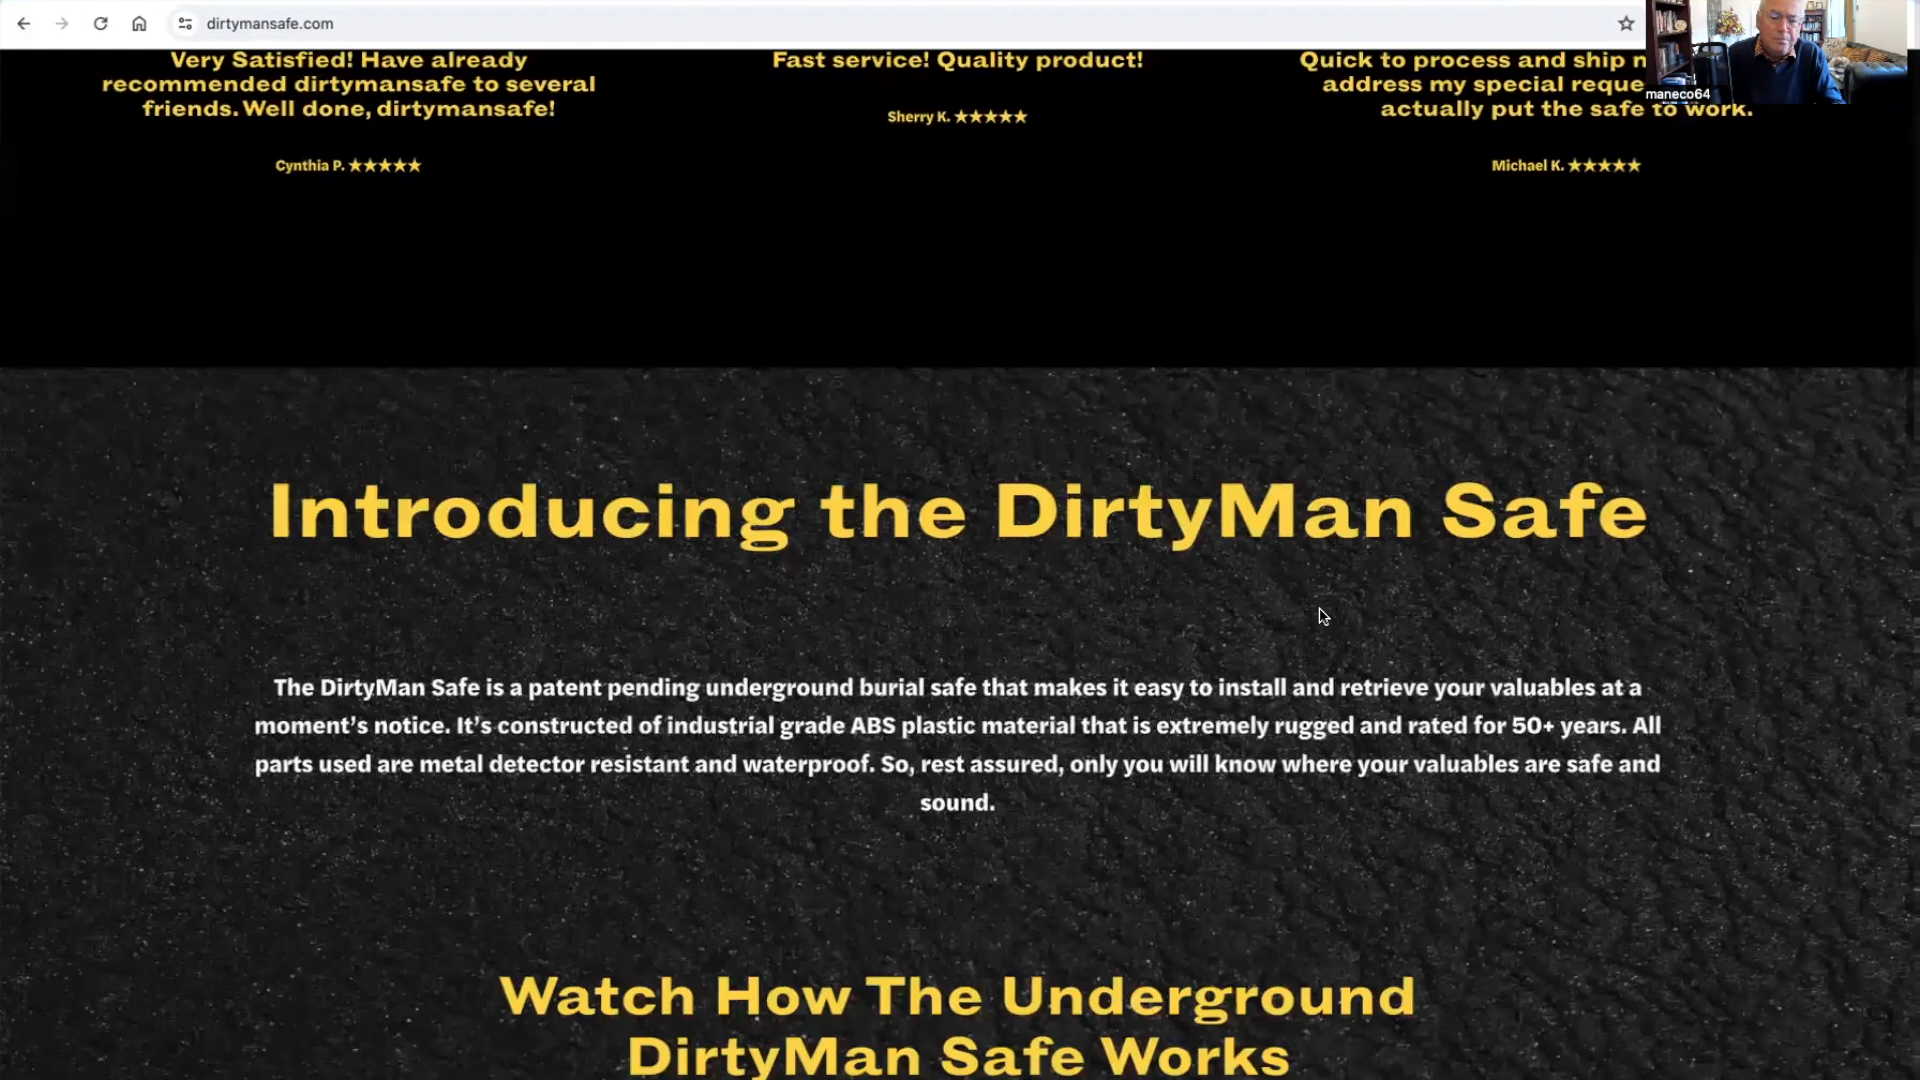 dirtymansafe.com
maneco64
Very Satisfied! Have already
recommended dirtymansafe to several
friends. Well done, dirtymansafe!
Cynthia P. ★★★★★
Fast service! Quality product!
Sherry K. ★★★★★
Quick to process and ship
address my special
actually put the safe to work.
Michael K. ★★★★★
Introducing the DirtyMan Safe
The DirtyMan Safe is a patent pending underground burial safe that makes it easy to install and retrieve your valuables at a
moment’s notice. It’s constructed of industrial grade ABS plastic material that is extremely rugged and rated for 50+ years. All
parts used are metal detector resistant and waterproof. So, rest assured, only you will know where your valuables are safe and
sound.
Watch How The Underground
DirtyMan Safe Works